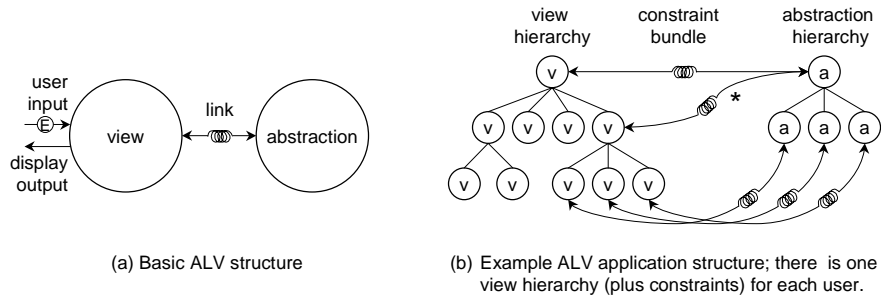 user
input
E
display
output
view
link
abstraction
(a) Basic ALV structure
view
hierarchy
constraint
bundle
abstraction
hierarchy
v
a
*
v
v
v
v
a
a
a
v
v
v
v
v
(b) Example ALV application structure; there is one
view hierarchy (plus constraints) for each user.